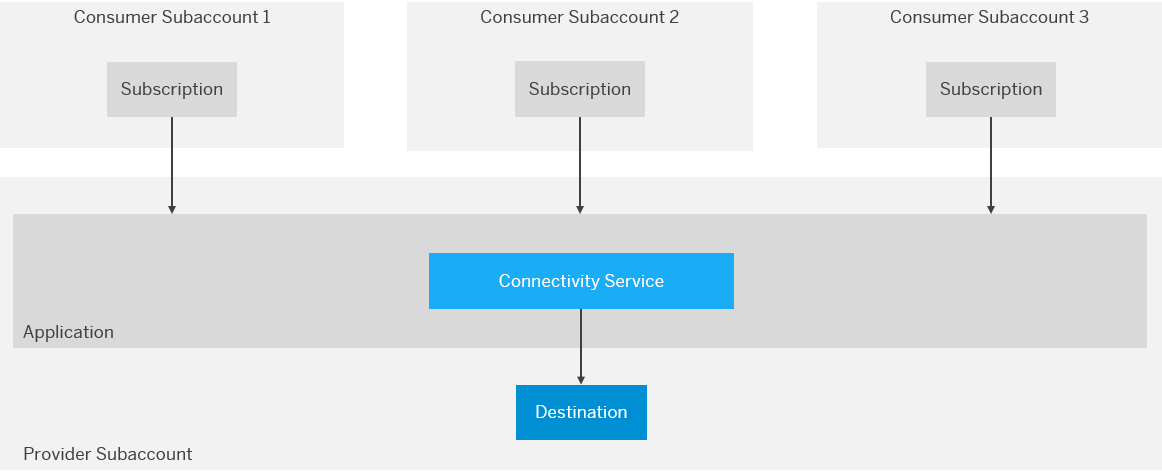 Consumer Subaccount 1
Consumer Subaccount 2
Consumer Subaccount 3
Subscription
Subscription
Subscription
Connectivity Service
Application
Destination
Provider Subaccount